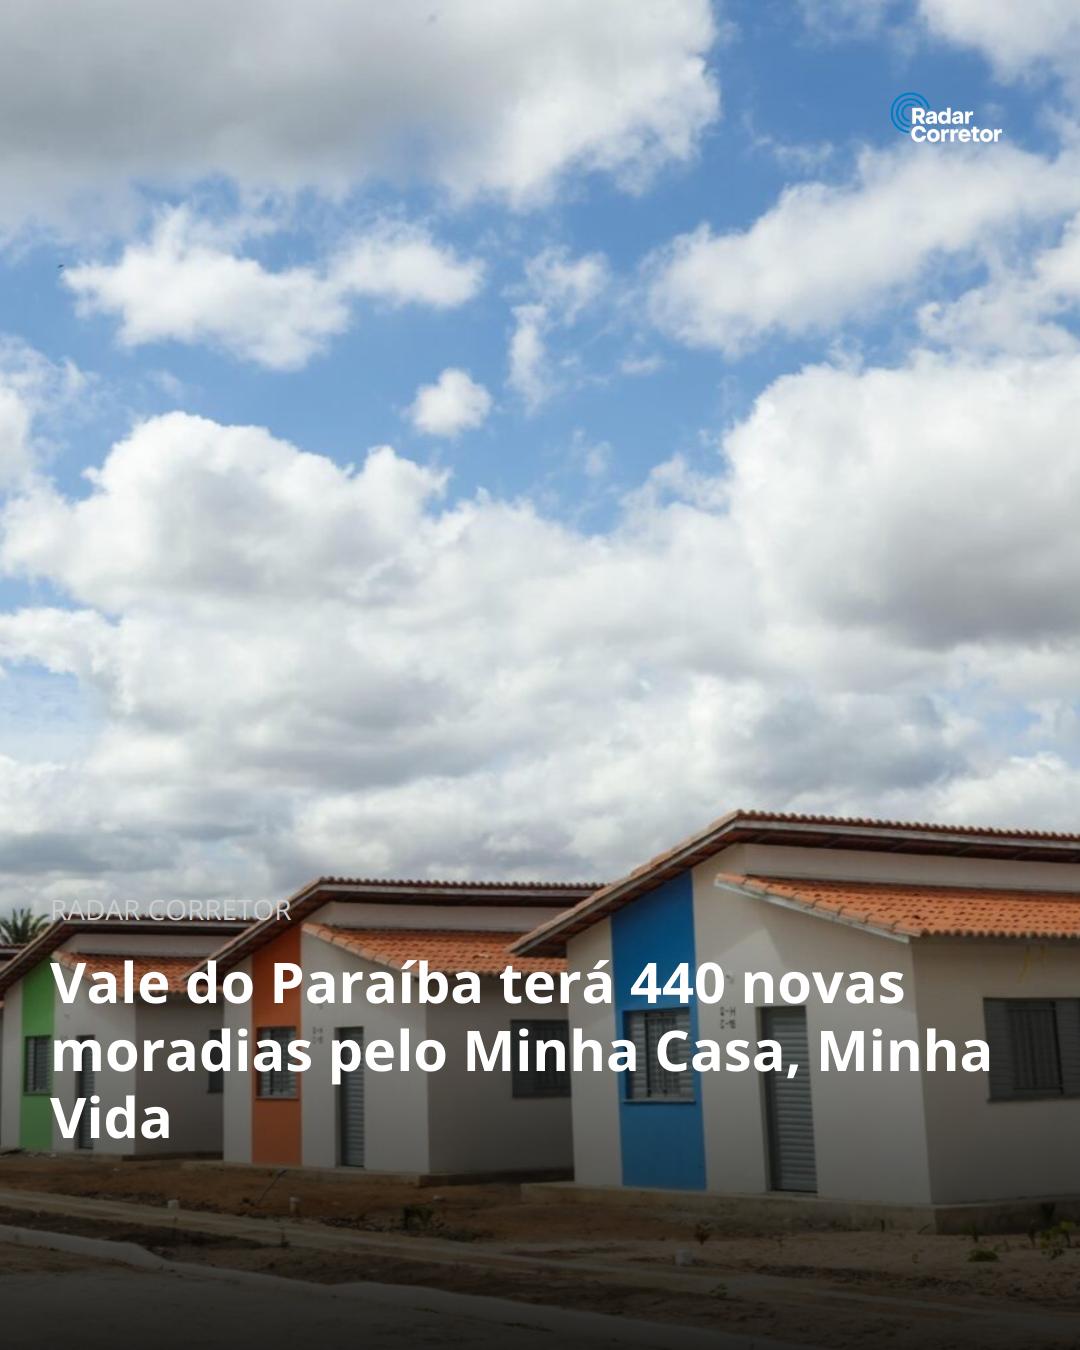 Radar
Corretor
RADAR CORRETOR
Vale do Paraíba terá 440 novas
moradias pelo Minha Casa, Minha
Vida